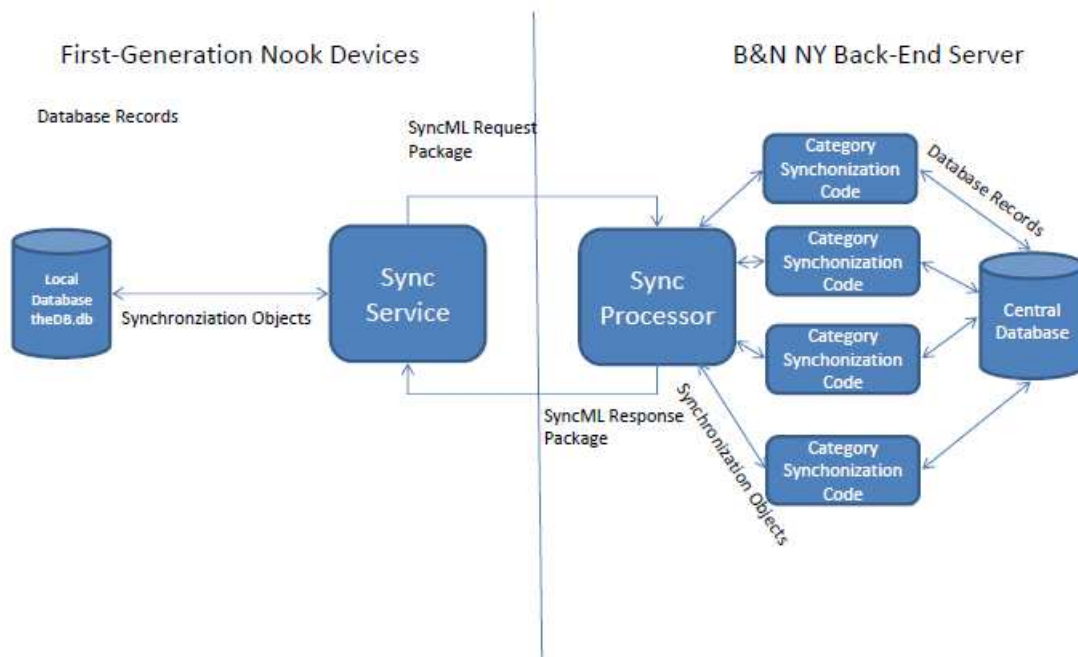 First-Generation Nook Devices
B&N NY Back-End Server
Database Records
SyncML Request
Package
Local
Database
theDB.db
Synchronziation Objects
Sync
Service
SyncML Response
Package
Sync
Processor
Category
Synchonization
Code
Category
Synchonization
Code
Category
Synchonization
Code
Category
Synchonization
Code
Database Records
Synchronization Objects
Central
Database